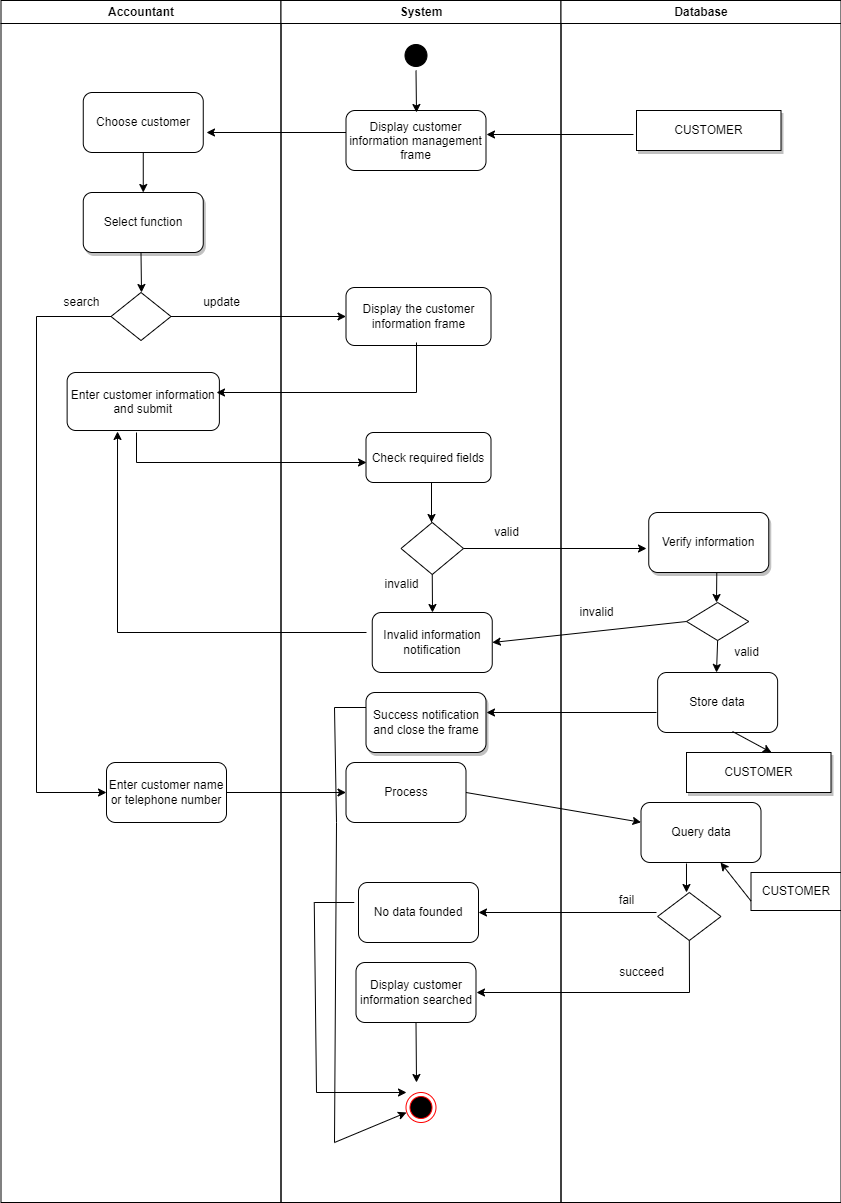 Accountant
System
Database
Choose customer
Display customer
information management
frame
CUSTOMER
Select function
search
update
Display the customer
information frame
Enter customer information
and submit
Check required fields
valid
Verify information
invalid
invalid
Invalid information
notification
valid
Store data
Success notification
and close the frame
CUSTOMER
Enter customer name
or telephone number
Process
Query data
CUSTOMER
fail
No data founded
succeed
Display customer
information searched